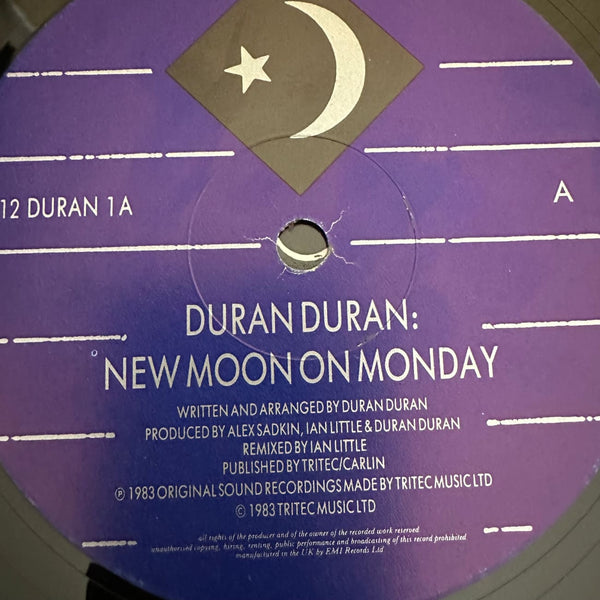 12 DURAN 1A
A
DURAN DURAN:
NEW MOON ON MONDAY
WRITTEN AND ARRANGED BY DURAN DURAN
PRODUCED BY ALEX SADKIN, IAN LITTLE & DURAN DURAN
REMIXED BY IAN LITTLE
PUBLISHED BY TRITEC/CARLIN
℗ 1983 ORIGINAL SOUND RECORDINGS MADE BY TRITEC MUSIC LTD
© 1983 TRITEC MUSIC LTD
all rights of the producer and of the owner of the recorded work reserved
unauthorised copying, hiring, renting, public performance and broadcasting of this record prohibited
manufactured in the UK by EMI Records Ltd